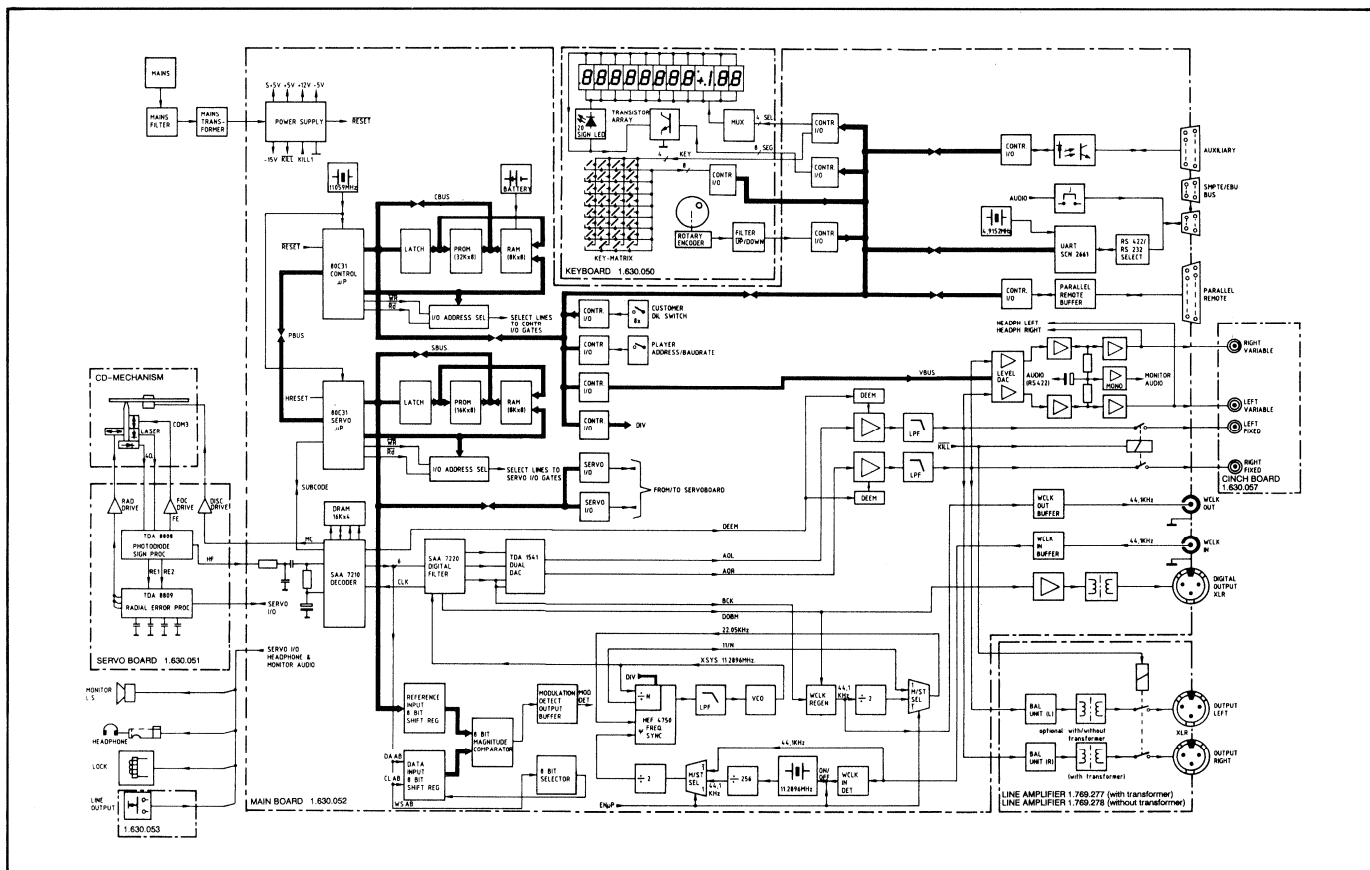 MAINS
MAINS FILTER
MAINS TRANS-FORMER
S+5V +5V +12V -5V
POWER SUPPLY
RESET
-15V KILL KILL1
11059MHz
BATTERY
CBUS
RESET
80C31 CONTROL µP
LATCH
PROM (32K x8)
RAM (8Kx8)
WR
Rd
I/O ADDRESS SEL
SELECT LINES TO CONTR I/O GATES
PBUS
SBUS
HRESET
80C31 SERVO µP
LATCH
PROM (16Kx8)
RAM (8Kx8)
WR
Rd
I/O ADDRESS SEL
SELECT LINES TO SERVO I/O GATES
SUBCODE
TRANSISTOR ARRAY
20 SIGN LED
MUX
4 SEL
8 SEG
4 KEY
8
CONTR I/O
CONTR I/O
CONTR I/O
CONTR I/O
ROTARY ENCODER
FILTER UP/DOWN
KEY-MATRIX
KEYBOARD 1.630.050
CONTR. I/O
8x
CUSTOMER DIL SWITCH
CONTR I/O
PLAYER ADDRESS/BAUDRATE
CONTR I/O
CONTR I/O
DIV
SERVO I/O
SERVO I/O
FROM/TO SERVOBOARD
CONTR I/O
AUXILIARY
SMPTE/EBU BUS
AUDIO
4,9152MHz
UART SCN 2661
RS 422/ RS 232 SELECT
CONTR. I/O
PARALLEL REMOTE BUFFER
PARALLEL REMOTE
HEADPH LEFT
HEADPH RIGHT
VBUS
LEVEL DAC
AUDIO (RS422)
MONO
MONITOR AUDIO
RIGHT VARIABLE
LEFT VARIABLE
LEFT FIXED
RIGHT FIXED
CINCH BOARD 1.630.057
DEEM
LPF
KILL
LPF
DEEM
CD-MECHANISM
COM3
LASER
4Q
RAD DRIVE
FOC DRIVE
FE
DISC DRIVE
TDA 8808 PHOTODIODE SIGN PROC
HF
RE1 RE2
TDA 8809 RADIAL ERROR PROC
SERVO I/O
SERVO BOARD 1.630.051
SERVO I/O HEADPHONE & MONITOR AUDIO
MONITOR L.S.
HEADPHONE
LOCK
LINE OUTPUT
1.630.053
DRAM 16Kx4
MC
SAA 7210 DECODER
6
CLK
SAA 7220 DIGITAL FILTER
TDA 1541 DUAL DAC
DEEM
AOL
AOR
BCK
DOBM
22.05KHz
11/N
XSYS 11.2896MHz
WCLK OUT BUFFER
44,1KHz
WCLK OUT
WCLK IN BUFFER
44,1KHz
WCLK IN
DIGITAL OUTPUT XLR
DIV
÷N
LPF
VCO
HEF 4750 FREQ SYNC
WCLK REGEN
44,1 KHz
÷ 2
M/ST SEL
REFERENCE INPUT 8 BIT SHIFT REG
8 BIT MAGNITUDE COMPARATOR
MODULATION DETECT OUTPUT BUFFER
MOD DET
DAAB
CLAB
WSAB
DATA INPUT 8 BIT SHIFT REG
8 BIT SELECTOR
÷ 2
M/ST SEL
44,1 KHz
÷ 256
44,1KHz
ON/OFF
11.2896MHz
WCLK IN DET
ENµP
MAIN BOARD 1.630.052
BAL UNIT (L)
optional with/without transformer
OUTPUT LEFT
XLR
BAL UNIT (R)
(with transformer)
OUTPUT RIGHT
LINE AMPLIFIER 1.769.277 (with transformer)
LINE AMPLIFIER 1.769.278 (without transformer)